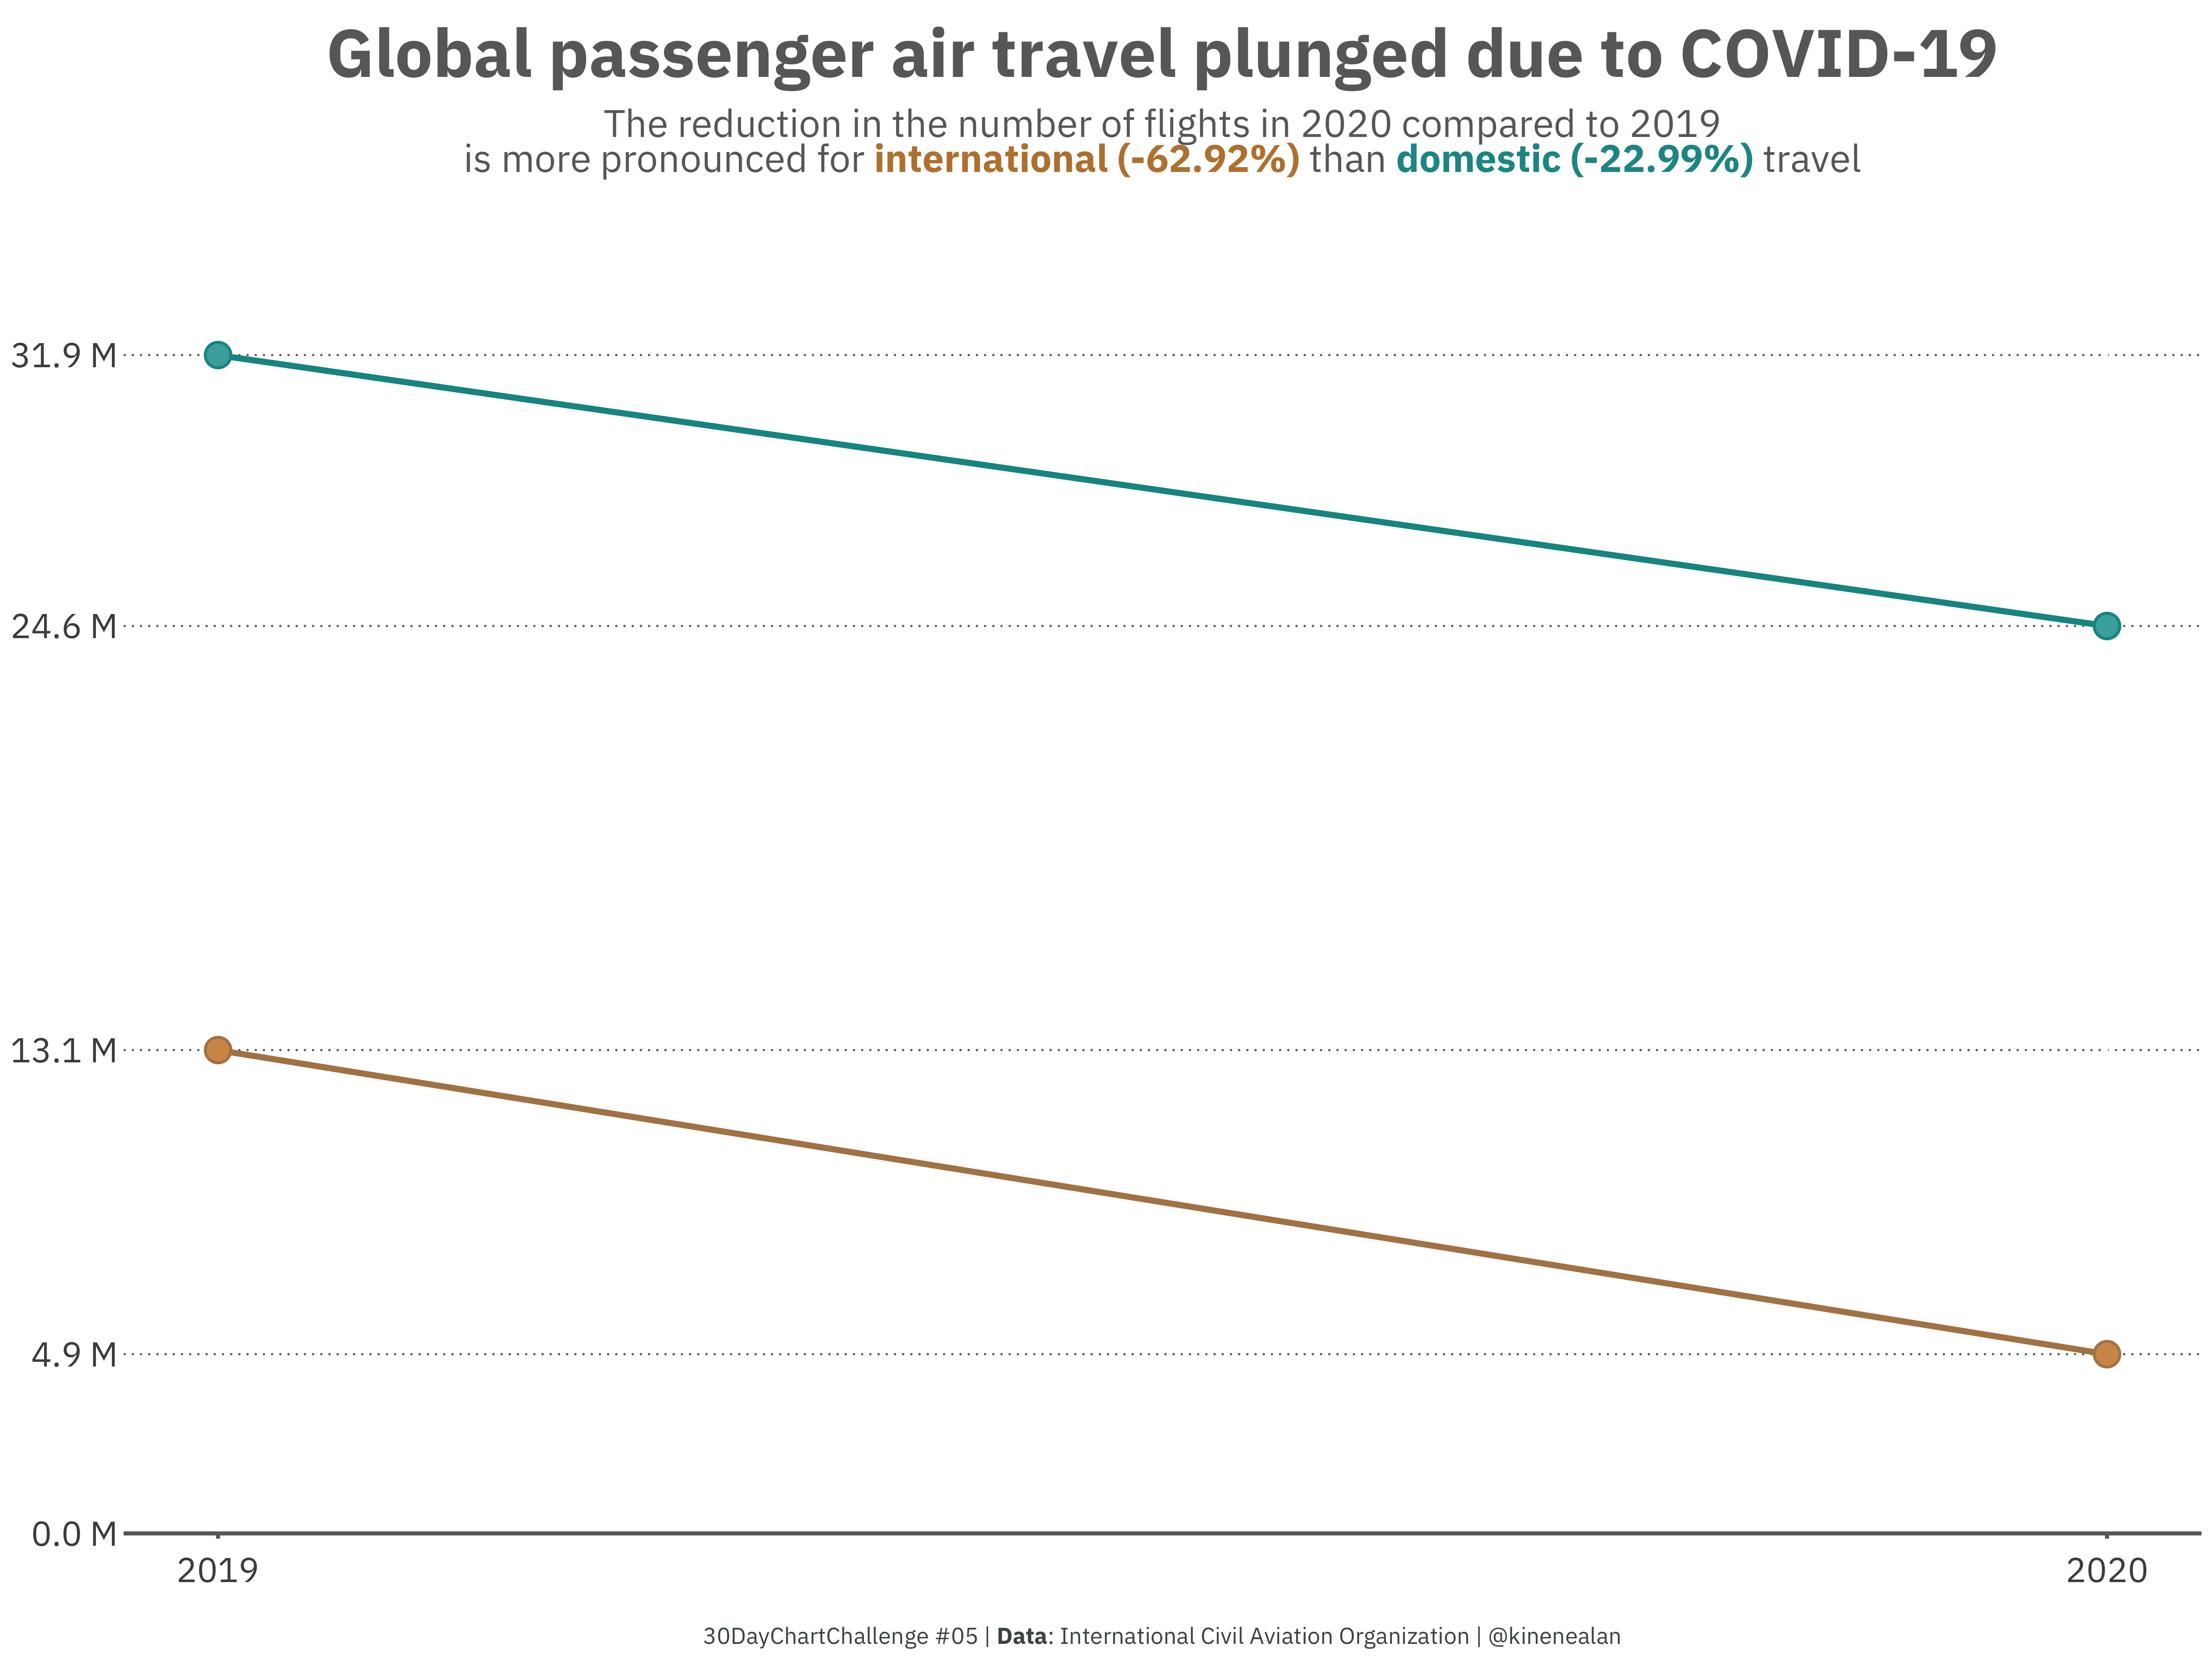 Global passenger air travel plunged due to COVID-19
The reduction in the number of flights in 2020 compared to 2019
is more pronounced for international (-62.92%) than domestic (-22.99%) travel
31.9 M
24.6 M
13.1 M
4.9 M
0.0 M
2019 2020
30DayChartChallenge #05 | Data: International Civil Aviation Organization | @kinenealan